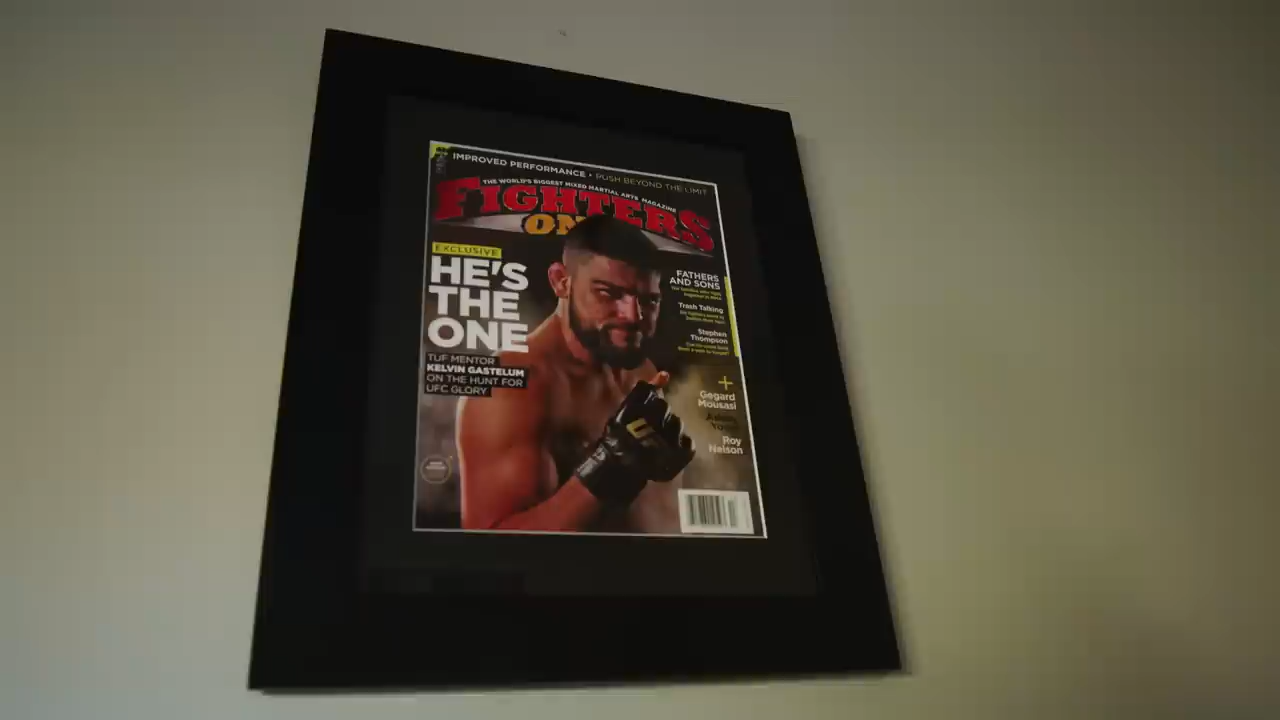 IMPROVED PERFORMANCE • PUSH BEYOND THE LIMIT
THE WORLD'S BIGGEST MIXED MARTIAL ARTS MAGAZINE
FIGHTERS
ON
EXCLUSIVE
HE'S
THE
ONE
TUF MENTOR
KELVIN GASTELUM
ON THE HUNT FOR
UFC GLORY
FATHERS
AND SONS
Trash Talking
Stephen
Thompson
+
Gegard
Mousasi
Roy
Nelson